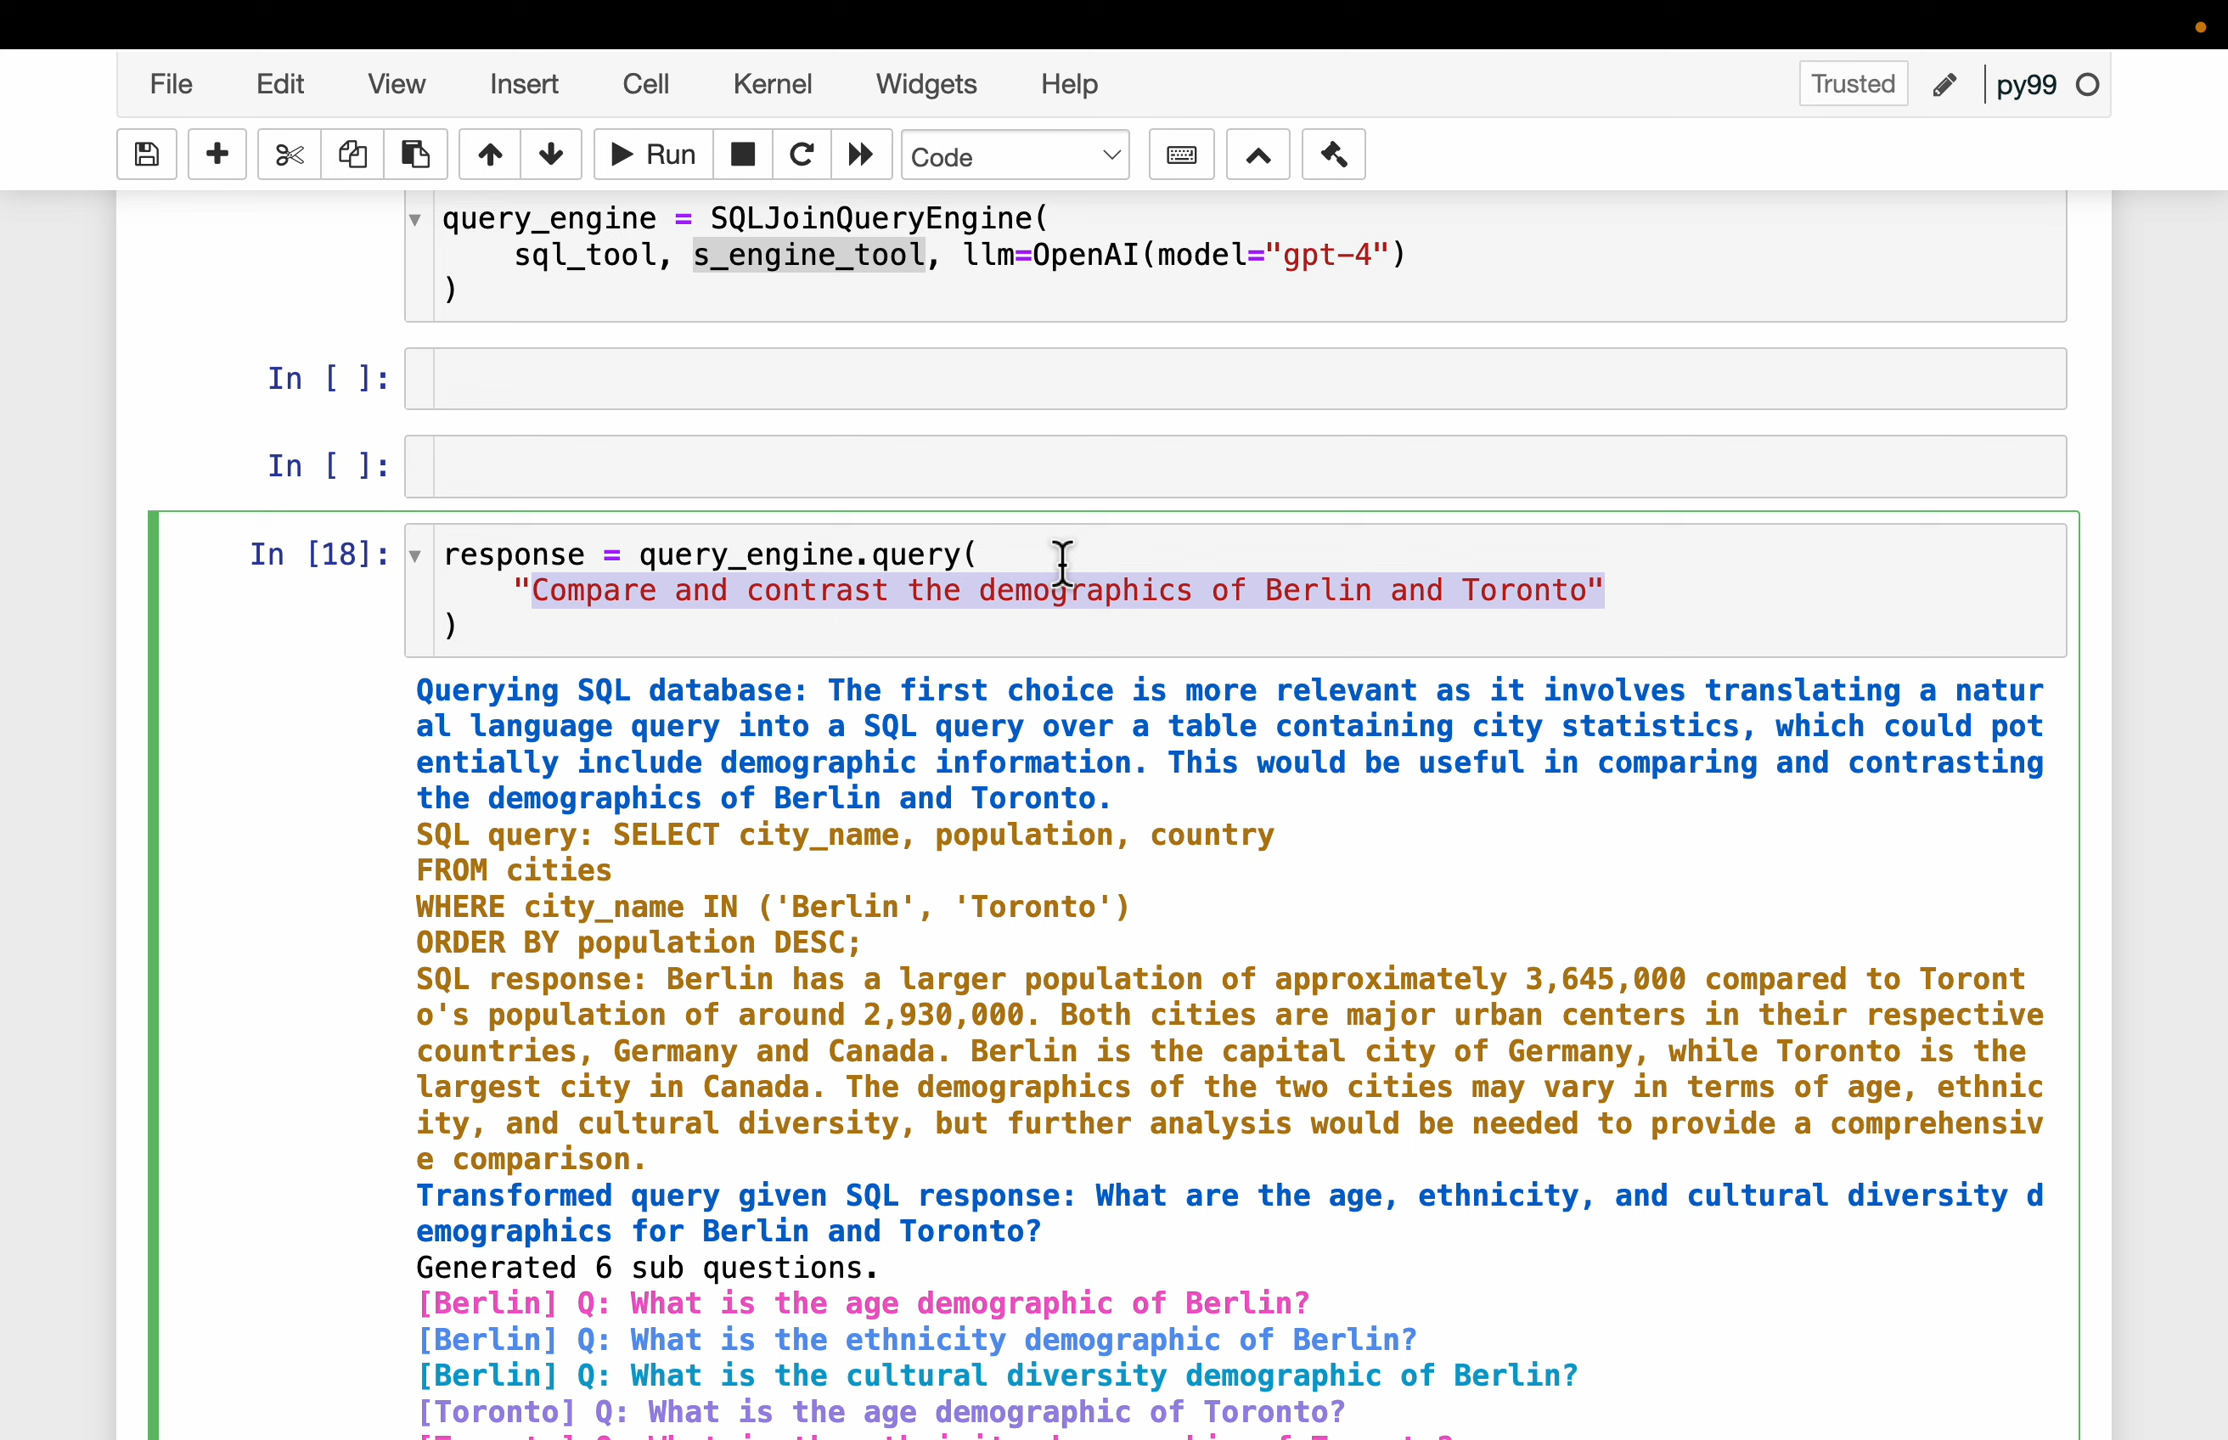 File Edit View Insert Cell Kernel Widgets Help Trusted py99
Run Code
query_engine = SQLJoinQueryEngine(
sql_tool, s_engine_tool, llm=OpenAI(model="gpt-4")
)
In [ ]:
In [ ]:
In [18]: response = query_engine.query(
"Compare and contrast the demographics of Berlin and Toronto"
)
Querying SQL database: The first choice is more relevant as it involves translating a natur
al language query into a SQL query over a table containing city statistics, which could pot
entially include demographic information. This would be useful in comparing and contrasting
the demographics of Berlin and Toronto.
SQL query: SELECT city_name, population, country
FROM cities
WHERE city_name IN ('Berlin', 'Toronto')
ORDER BY population DESC;
SQL response: Berlin has a larger population of approximately 3,645,000 compared to Toront
o's population of around 2,930,000. Both cities are major urban centers in their respective
countries, Germany and Canada. Berlin is the capital city of Germany, while Toronto is the
largest city in Canada. The demographics of the two cities may vary in terms of age, ethnic
ity, and cultural diversity, but further analysis would be needed to provide a comprehensiv
e comparison.
Transformed query given SQL response: What are the age, ethnicity, and cultural diversity d
emographics for Berlin and Toronto?
Generated 6 sub questions.
[Berlin] Q: What is the age demographic of Berlin?
[Berlin] Q: What is the ethnicity demographic of Berlin?
[Berlin] Q: What is the cultural diversity demographic of Berlin?
[Toronto] Q: What is the age demographic of Toronto?